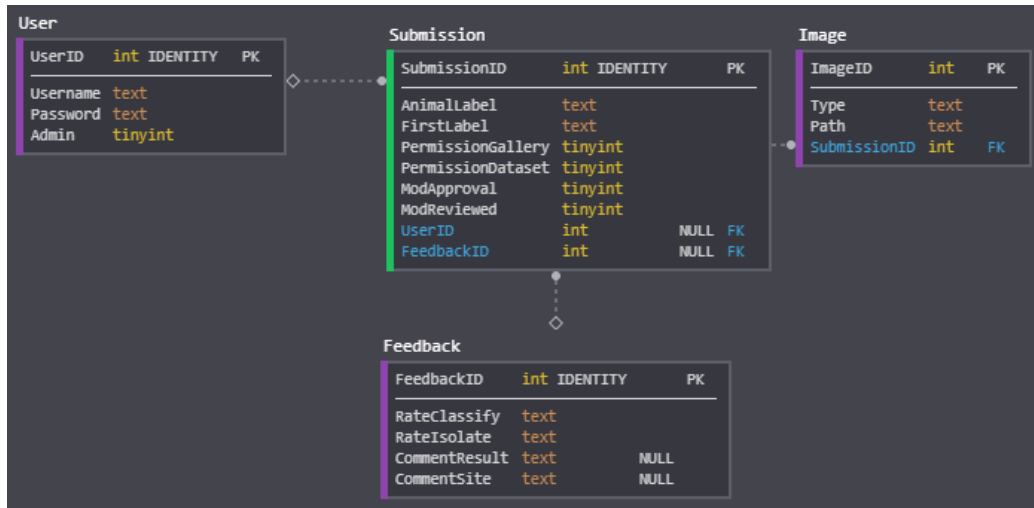 User
UserID int IDENTITY PK
Username text
Password text
Admin tinyint
Submission
SubmissionID int IDENTITY PK
AnimalLabel text
FirstLabel text
PermissionGallery tinyint
PermissionDataset tinyint
ModApproval tinyint
ModReviewed tinyint
UserID int NULL FK
FeedbackID int NULL FK
Image
ImageID int PK
Type text
Path text
SubmissionID int FK
Feedback
FeedbackID int IDENTITY PK
RateClassify text
RateIsolate text
CommentResult text NULL
CommentSite text NULL